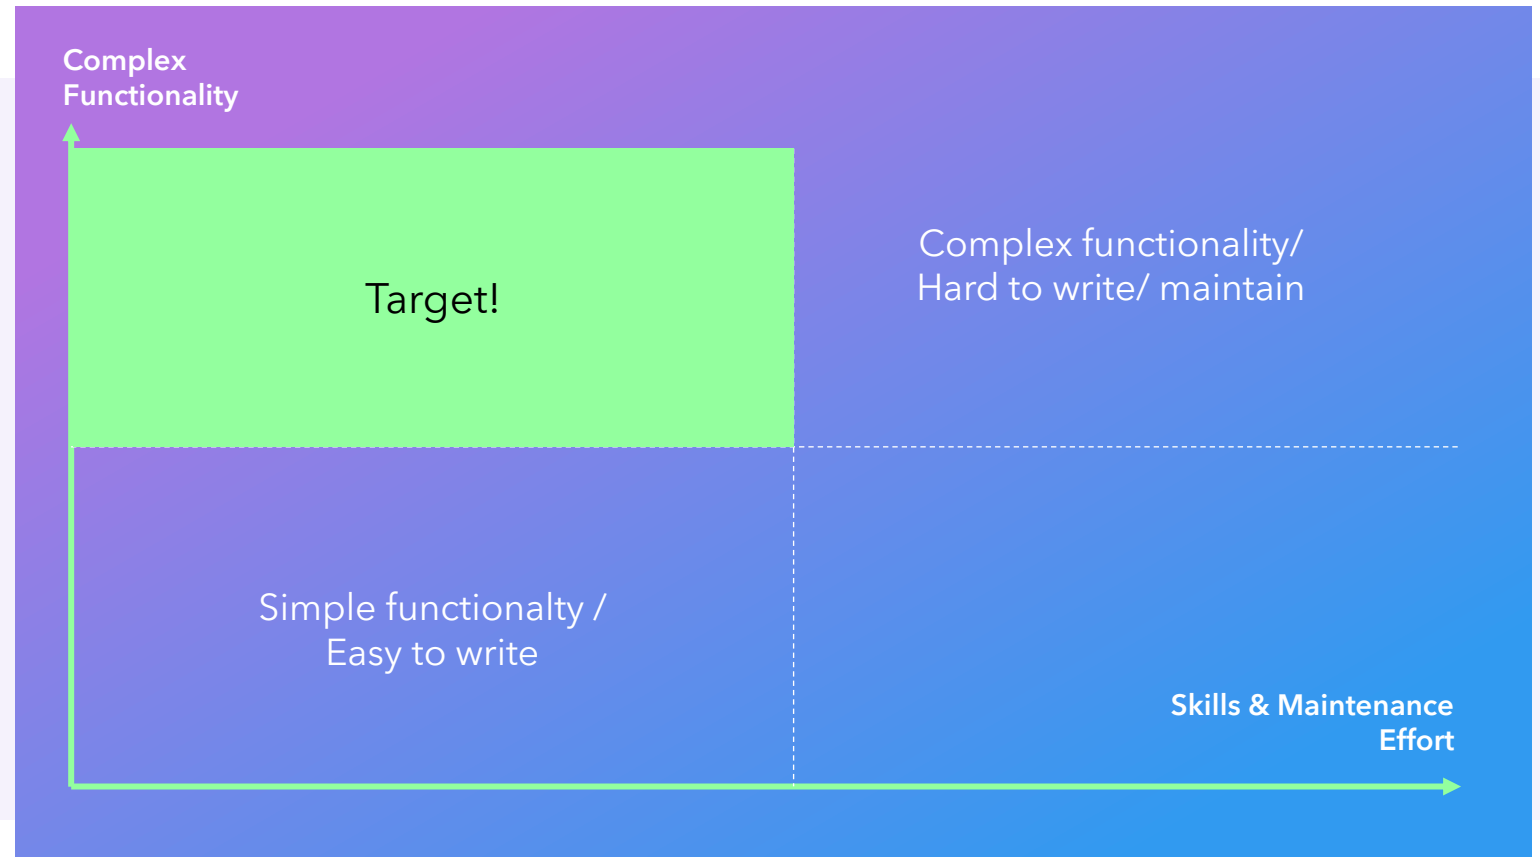 Complex
Functionality
Target!
Complex functionality/
Hard to write/ maintain
Simple functionalty /
Easy to write
Skills & Maintenance
Effort